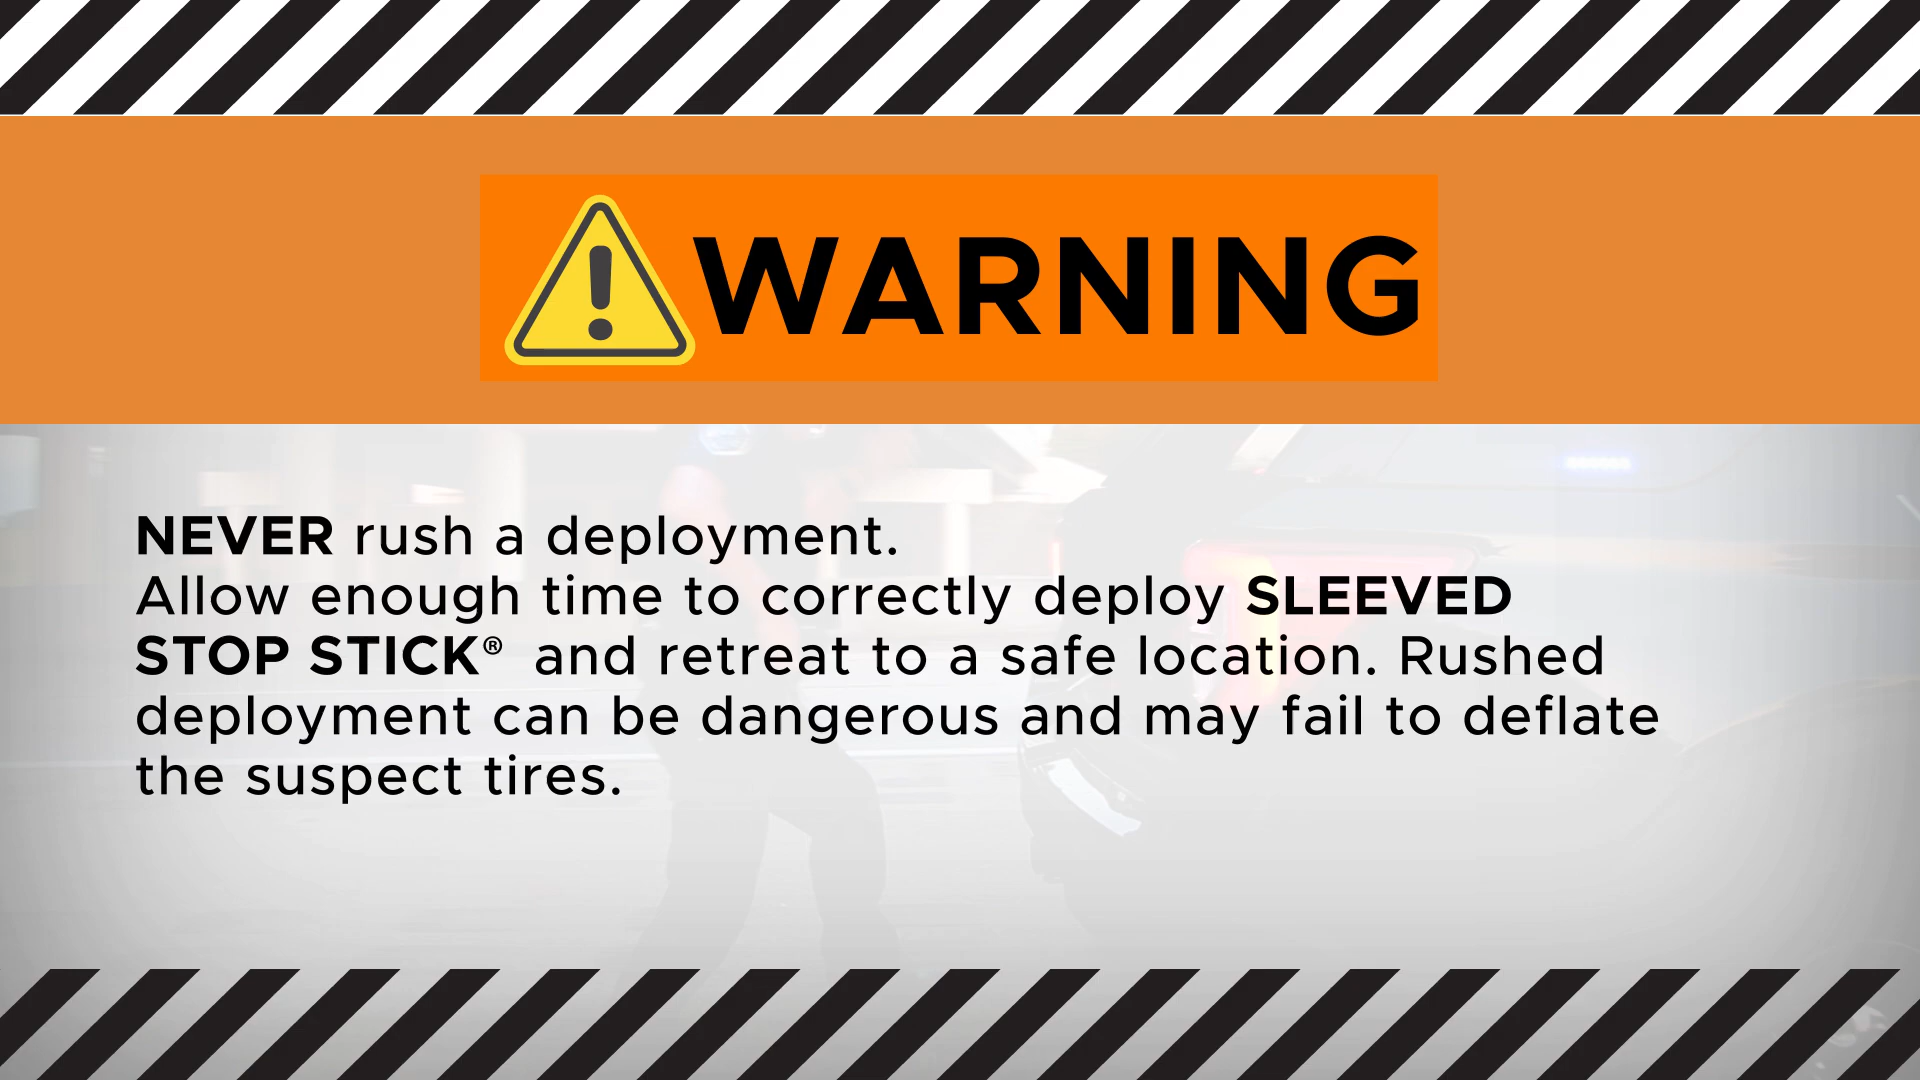 WARNING
NEVER rush a deployment.
Allow enough time to correctly deploy SLEEVED
STOP STICK® and retreat to a safe location. Rushed
deployment can be dangerous and may fail to deflate
the suspect tires.